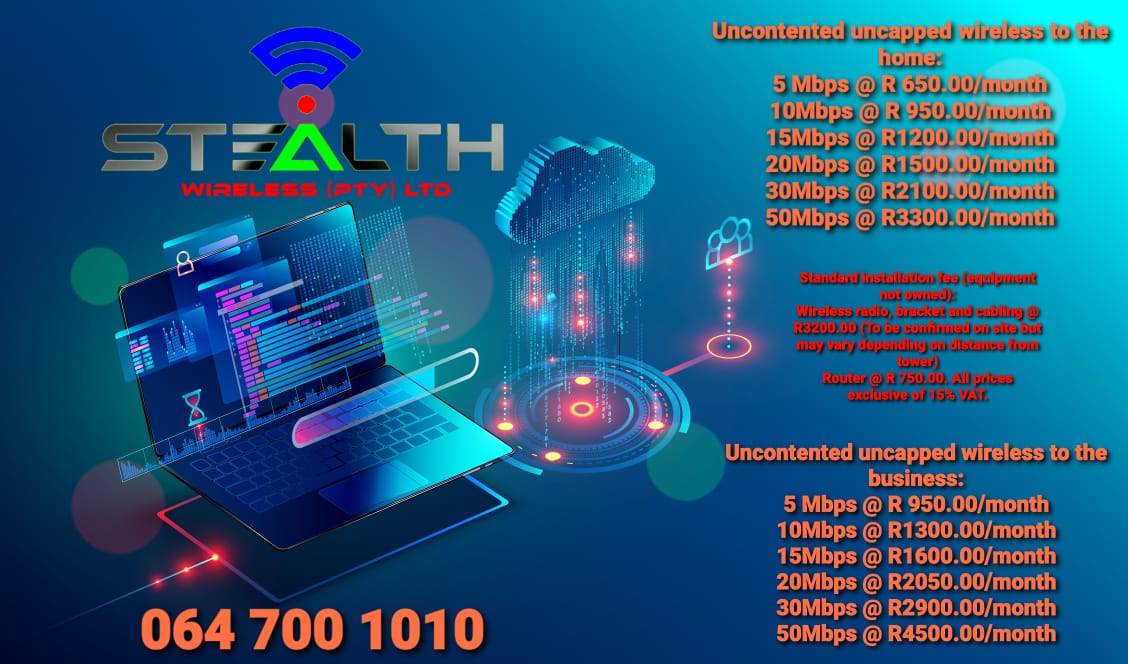 STEALTH
WIRELESS (PTY) LTD
Uncontented uncapped wireless to the
home:
5 Mbps @ R 650.00/month
10Mbps @ R 950.00/month
15Mbps @ R1200.00/month
20Mbps @ R1500.00/month
30Mbps @ R2100.00/month
50Mbps @ R3300.00/month
Standard installation fee (equipment
not owned):
Wireless radio, bracket and cabling @
R3200.00 (To be confirmed on site but
may vary depending on distance from
tower)
Router @ R 750.00. All prices
exclusive of 15% VAT.
Uncontented uncapped wireless to the
business:
5 Mbps @ R 950.00/month
10Mbps @ R1300.00/month
15Mbps @ R1600.00/month
20Mbps @ R2050.00/month
30Mbps @ R2900.00/month
50Mbps @ R4500.00/month
064 700 1010